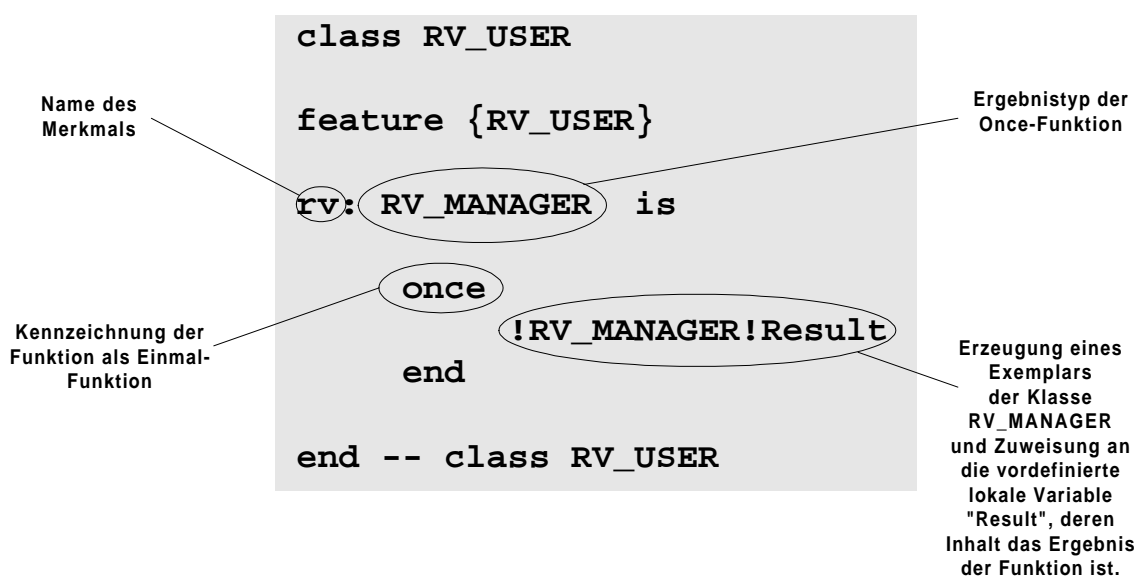 class RV_USER
Name des
Merkmals
feature {RV_USER}
Ergebnistyp der
Once-Funktion
rv: RV_MANAGER is
once
!RV_MANAGER!Result
Kennzeichnung der
Funktion als Einmal-
Funktion
end
end -- class RV_USER
Erzeugung eines
Exemplars
der Klasse
RV_MANAGER
und Zuweisung an
die vordefinierte
lokale Variable
"Result", deren
Inhalt das Ergebnis
der Funktion ist.